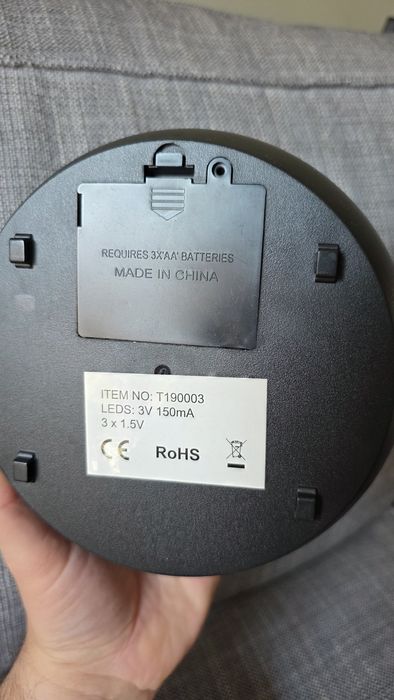 REQUIRES 3X'AA' BATTERIES
MADE IN CHINA
ITEM NO: T190003
LEDS: 3V 150mA
3 x 1.5V
CE RoHS